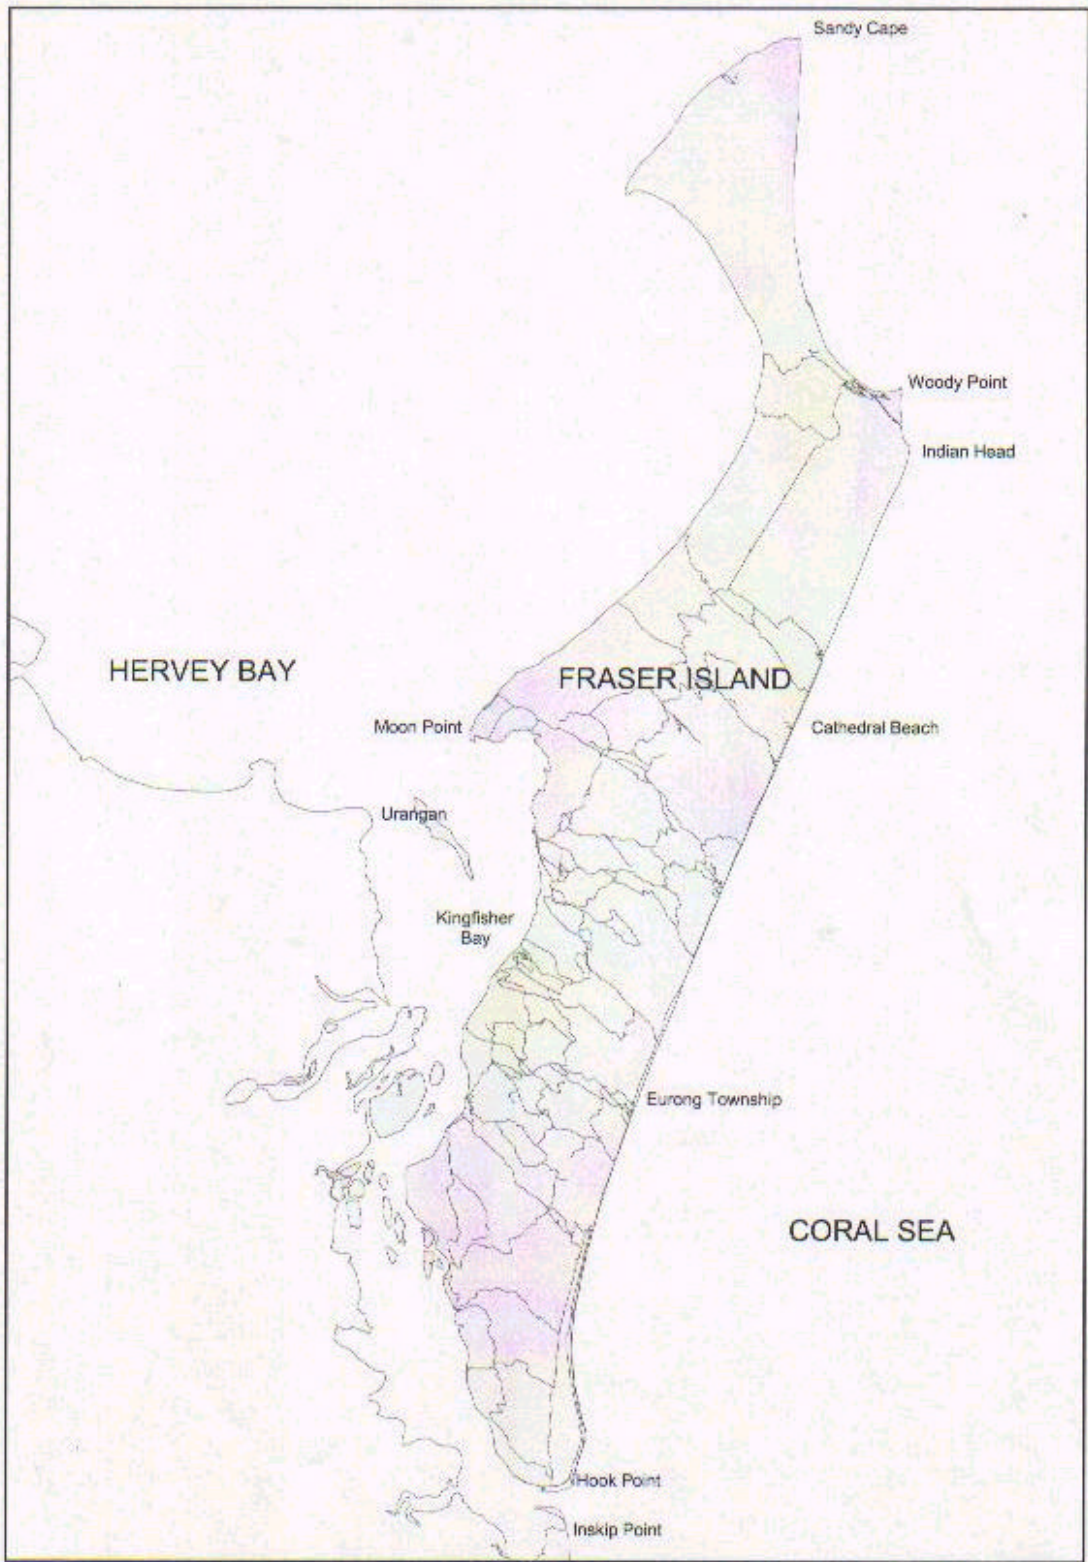 Sandy Cape
Woody Point
Indian Head
HERVEY BAY
FRASER ISLAND
Moon Point
Cathedral Beach
Urangan
Kingfisher
Bay
Eurong Township
CORAL SEA
Hook Point
Inskip Point